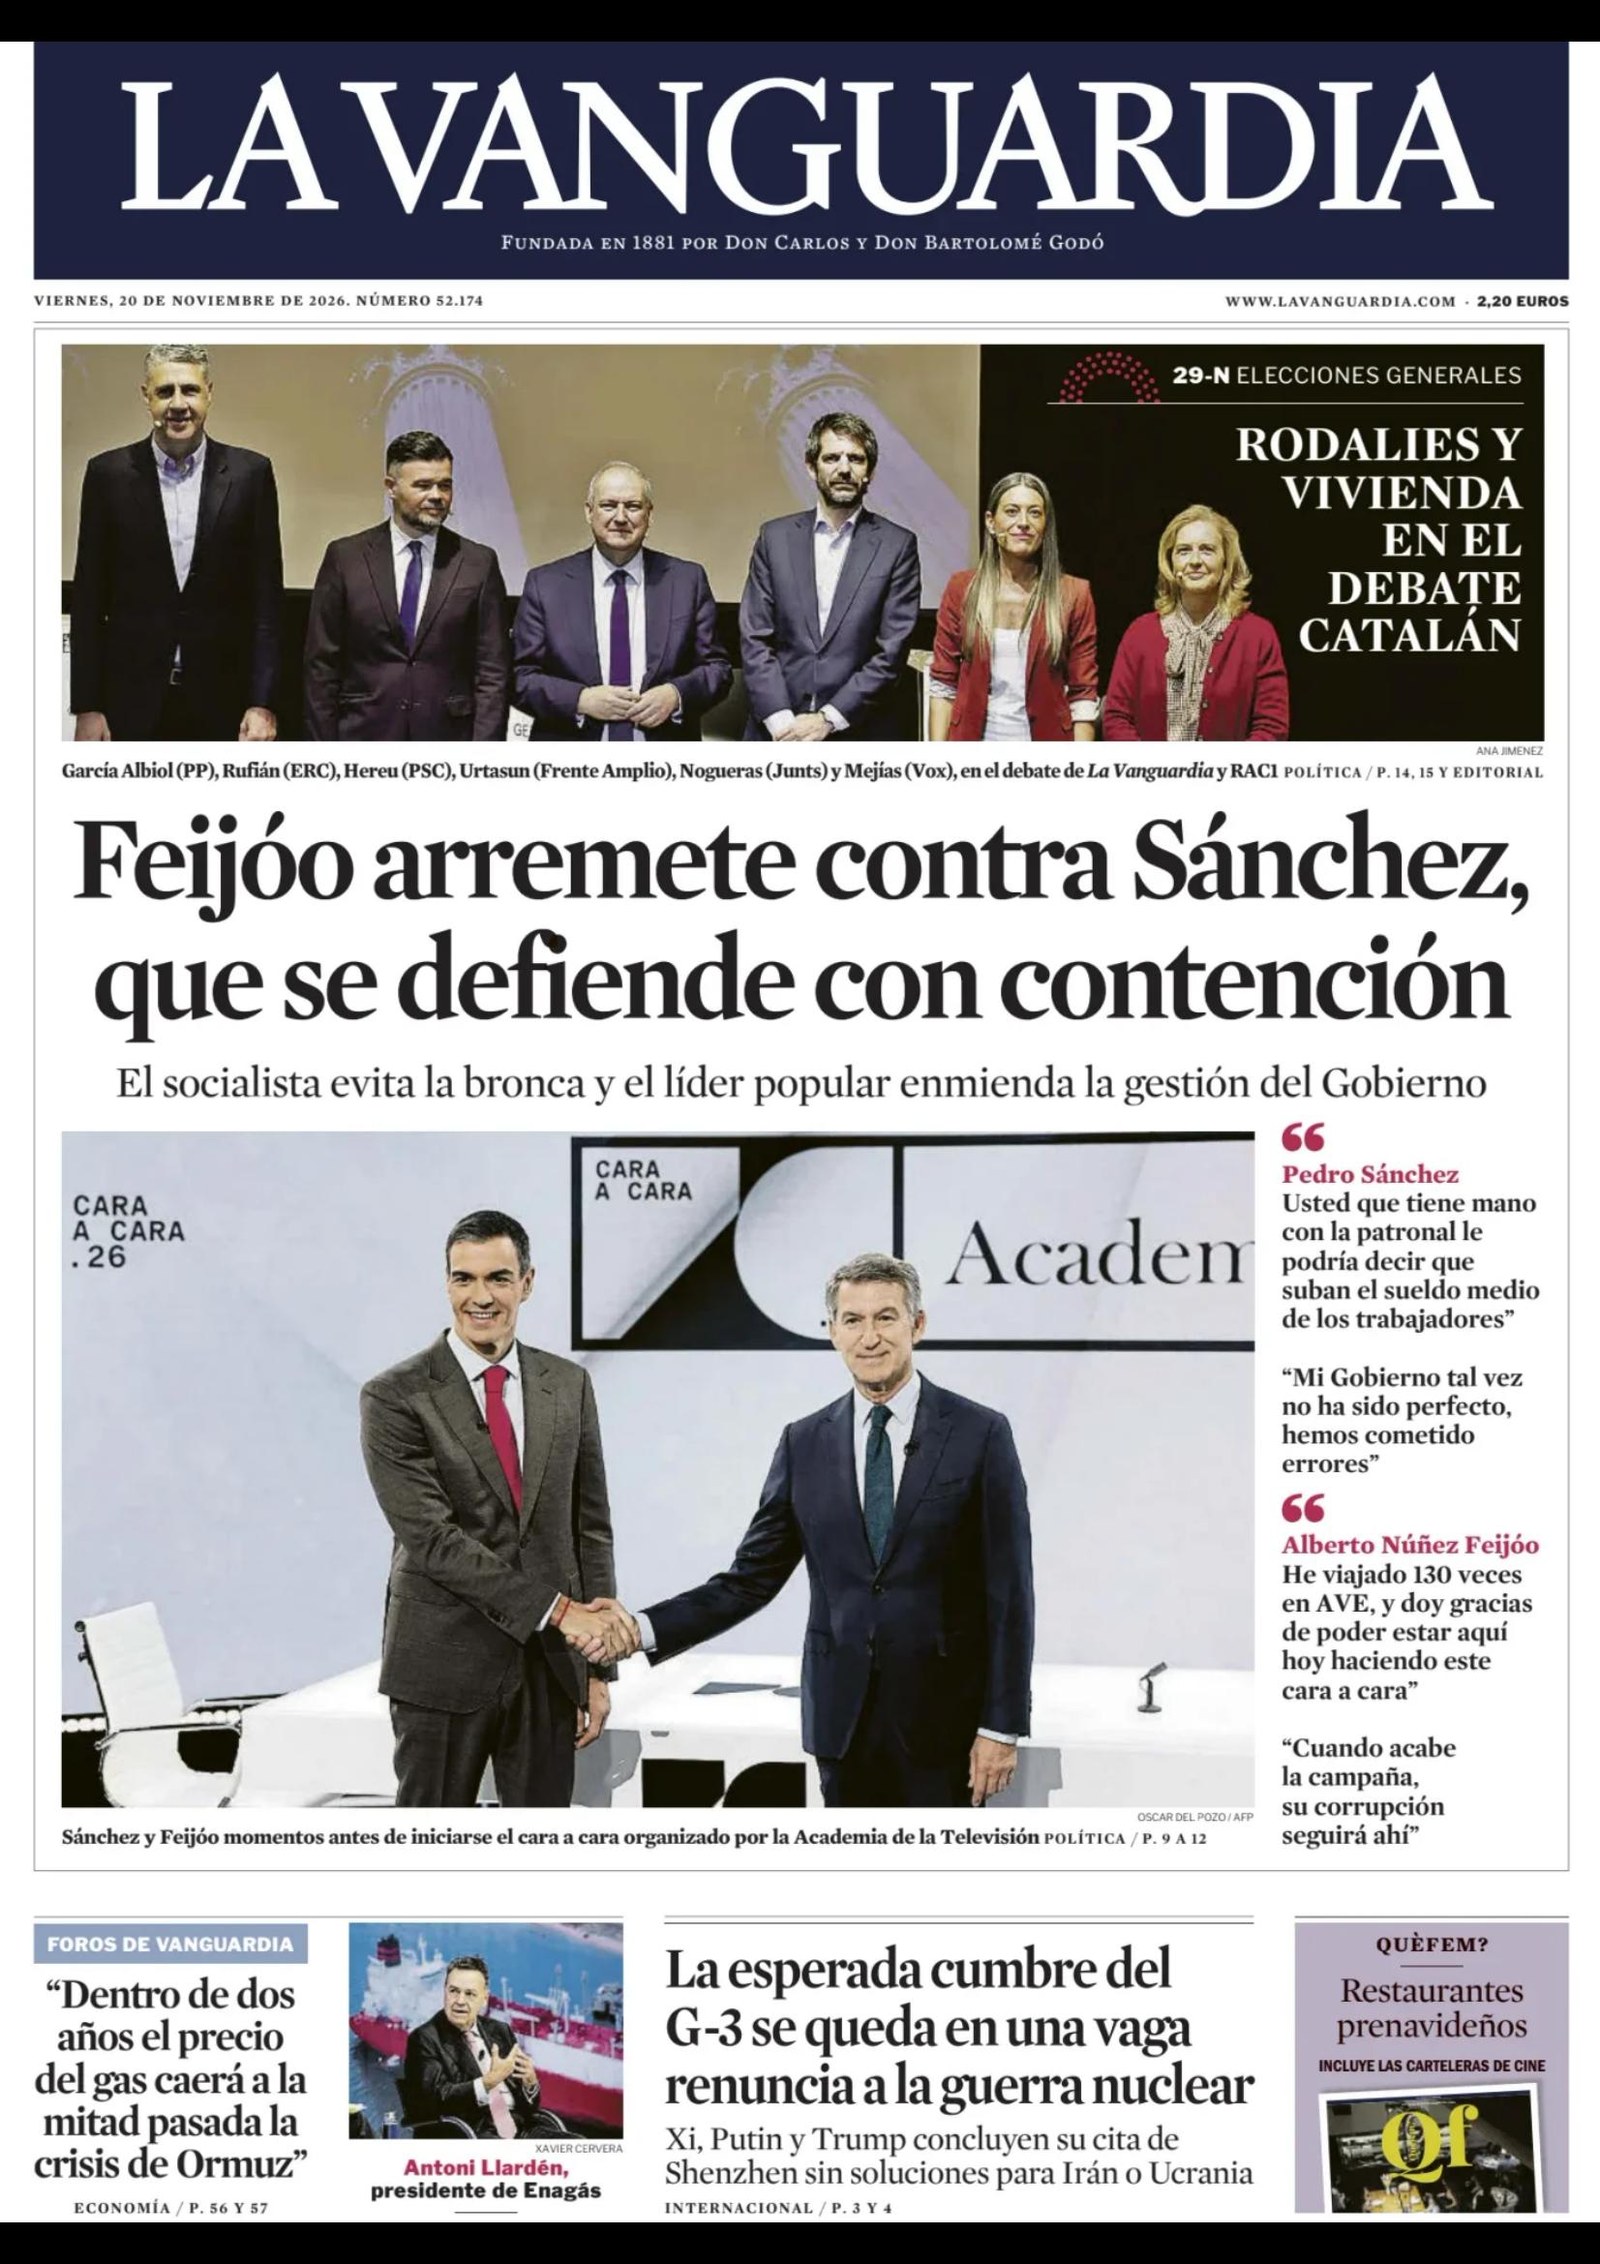 LA VANGUARDIA
FUNDADA EN 1881 POR DON CARLOS Y DON BARTOLOMÉ GODÓ
VIERNES, 20 DE NOVIEMBRE DE 2026. NÚMERO 52.174
WWW.LAVANGUARDIA.COM · 2,20 EUROS
29-N ELECCIONES GENERALES
RODALIES Y
VIVIENDA
EN EL
DEBATE
CATALÁN
GE
ANA JIMENEZ
García Albiol (PP), Rufián (ERC), Hereu (PSC), Urtasun (Frente Amplio), Nogueras (Junts) y Mejías (Vox), en el debate de La Vanguardia y RAC1 POLÍTICA / P. 14, 15 Y EDITORIAL
Feijóo arremete contra Sánchez,
que se defiende con contención
El socialista evita la bronca y el líder popular enmienda la gestión del Gobierno
CARA
A CARA
.26
CARA
A CARA
Academ
OSCAR DEL POZO / AFP
Sánchez y Feijóo momentos antes de iniciarse el cara a cara organizado por la Academia de la Televisión POLÍTICA / P. 9 A 12
“
Pedro Sánchez
Usted que tiene mano
con la patronal le
podría decir que
suban el sueldo medio
de los trabajadores”
“Mi Gobierno tal vez
no ha sido perfecto,
hemos cometido
errores”
“
Alberto Núñez Feijóo
He viajado 130 veces
en AVE, y doy gracias
de poder estar aquí
hoy haciendo este
cara a cara”
“Cuando acabe
la campaña,
su corrupción
seguirá ahí”
FOROS DE VANGUARDIA
“Dentro de dos
años el precio
del gas caerá a la
mitad pasada la
crisis de Ormuz”
ECONOMÍA / P. 56 Y 57
XAVIER CERVERA
Antoni Llardén,
presidente de Enagás
La esperada cumbre del
G-3 se queda en una vaga
renuncia a la guerra nuclear
Xi, Putin y Trump concluyen su cita de
Shenzhen sin soluciones para Irán o Ucrania
INTERNACIONAL / P. 3 Y 4
QUÈFEM?
Restaurantes
prenavideños
INCLUYE LAS CARTELERAS DE CINE
Qf